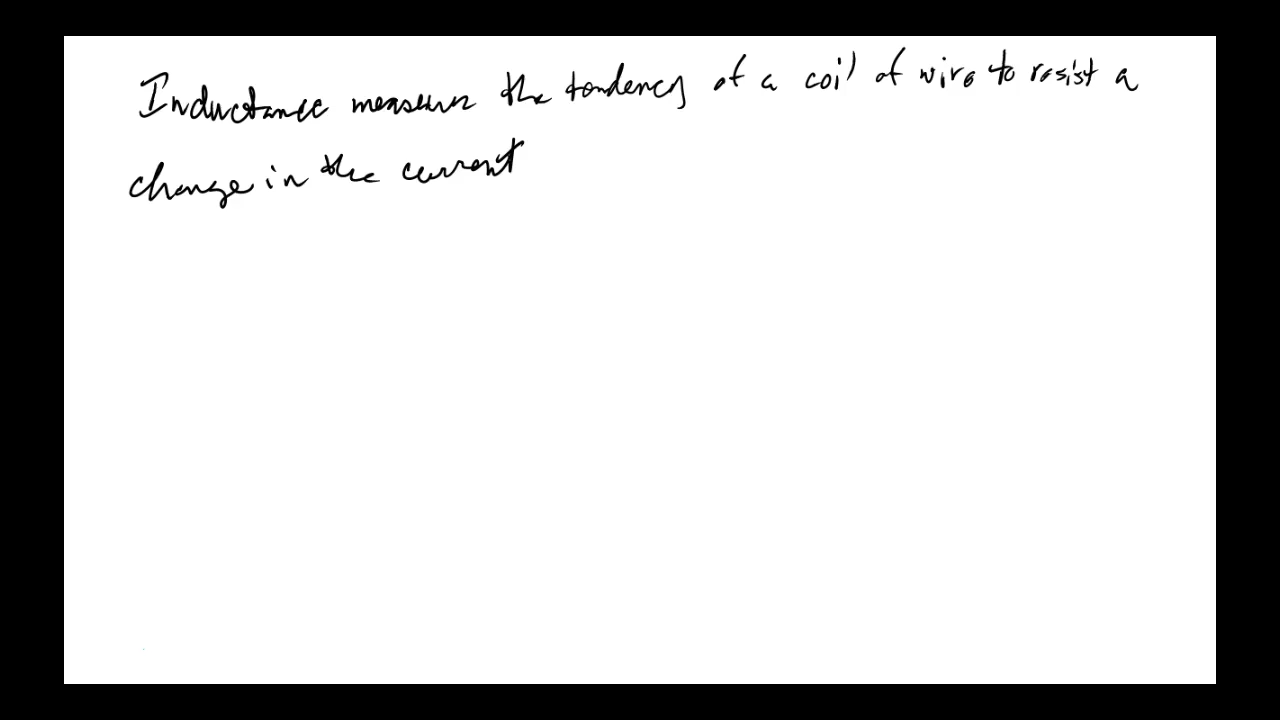 Inductance measures the tendency of a coil of wire to resist a
change in the current